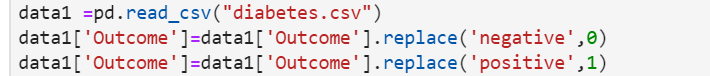 data1 =pd.read_csv("diabetes.csv")
data1['Outcome']=data1['Outcome'].replace('negative',0)
data1['Outcome']=data1['Outcome'].replace('positive',1)